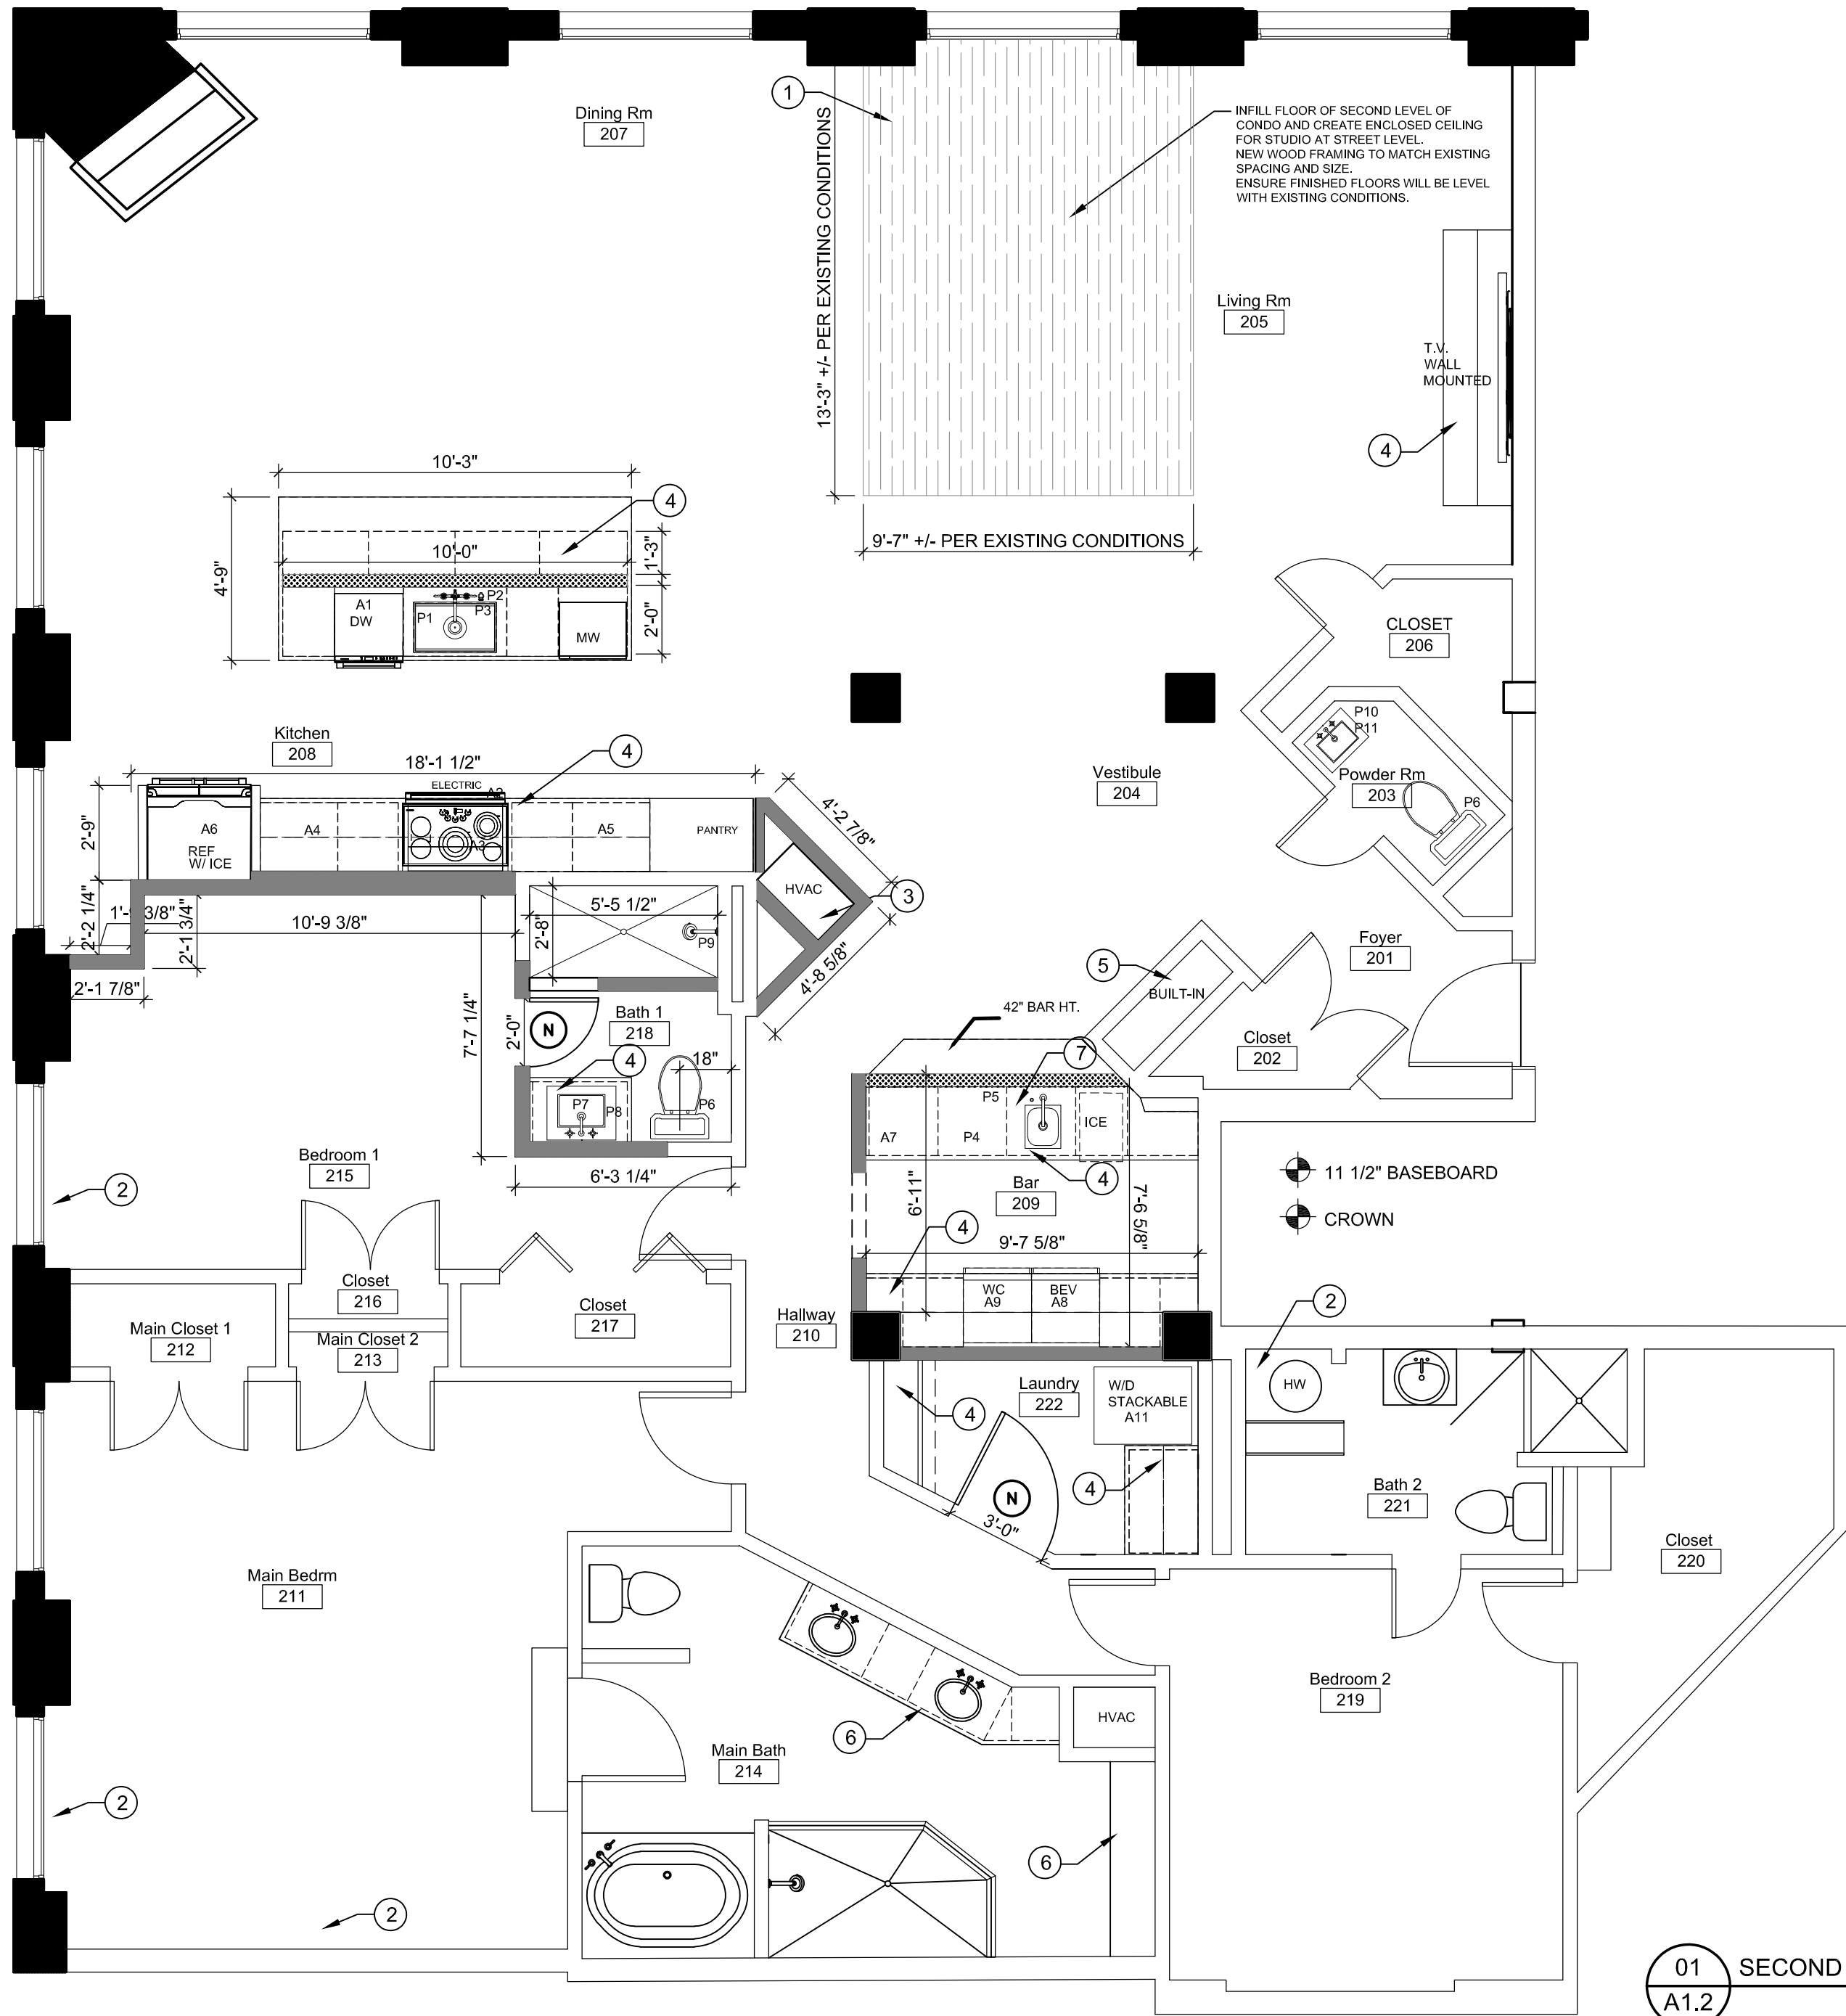 Dining Rm
207
1
13'-3" +/- PER EXISTING CONDITIONS
INFILL FLOOR OF SECOND LEVEL OF
CONDO AND CREATE ENCLOSED CEILING
FOR STUDIO AT STREET LEVEL.
NEW WOOD FRAMING TO MATCH EXISTING
SPACING AND SIZE.
ENSURE FINISHED FLOORS WILL BE LEVEL
WITH EXISTING CONDITIONS.
Living Rm
205
T.V.
WALL
MOUNTED
4
9'-7" +/- PER EXISTING CONDITIONS
10'-3"
4
10'-0"
1'-3"
4'-9"
2'-0"
A1
DW
P1
P2
P3
MW
CLOSET
206
P10
P11
Powder Rm
203
P6
Vestibule
204
Kitchen
208
18'-1 1/2"
4
ELECTRIC
A2
A3
2'-9"
A6
REF
W/ ICE
A4
A5
PANTRY
4'-2 7/8"
HVAC
3
4'-8 5/8"
2'-2 1/4"
3/8"
2'-1 3/4"
10'-9 3/8"
5'-5 1/2"
2'-8"
P9
2'-1 7/8"
7'-7 1/4"
2'-0"
N
Bath 1
218
4
18"
P7
P8
P6
6'-3 1/4"
Foyer
201
5
BUILT-IN
42" BAR HT.
Closet
202
7
P5
A7
P4
ICE
4
Bar
209
6'-11"
7'-6 5/8"
4
9'-7 5/8"
WC
A9
BEV
A8
11 1/2" BASEBOARD
CROWN
Bedroom 1
215
2
Closet
216
Closet
217
Main Closet 1
212
Main Closet 2
213
Hallway
210
2
HW
Laundry
222
W/D
STACKABLE
A11
4
4
N
3'-0"
Bath 2
221
Closet
220
Main Bedrm
211
Bedroom 2
219
HVAC
6
Main Bath
214
2
6
2
01
A1.2
SECOND